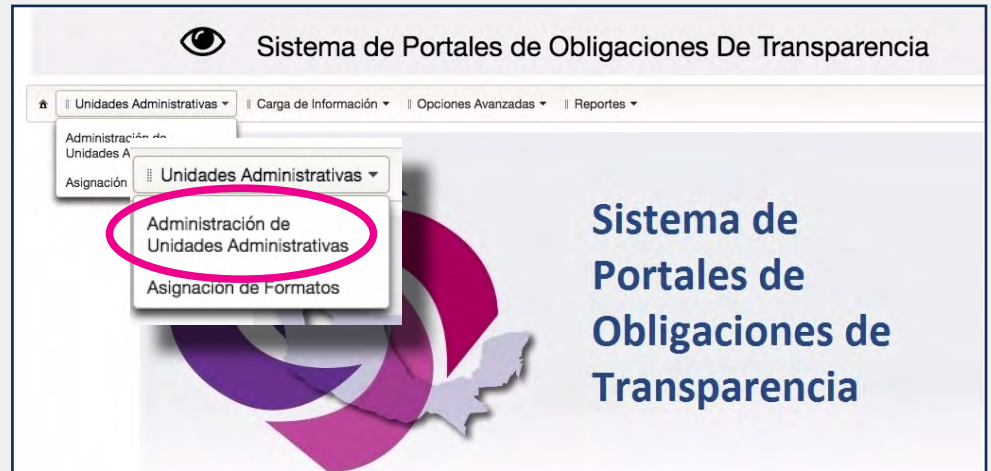 Sistema de Portales de Obligaciones De Transparencia
Unidades Administrativas
Carga de Información
Opciones Avanzadas
Reportes
Administración de
Unidades A
Asignación
Unidades Administrativas
Administración de
Unidades Administrativas
Asignación de Formatos
Sistema de
Portales de
Obligaciones de
Transparencia